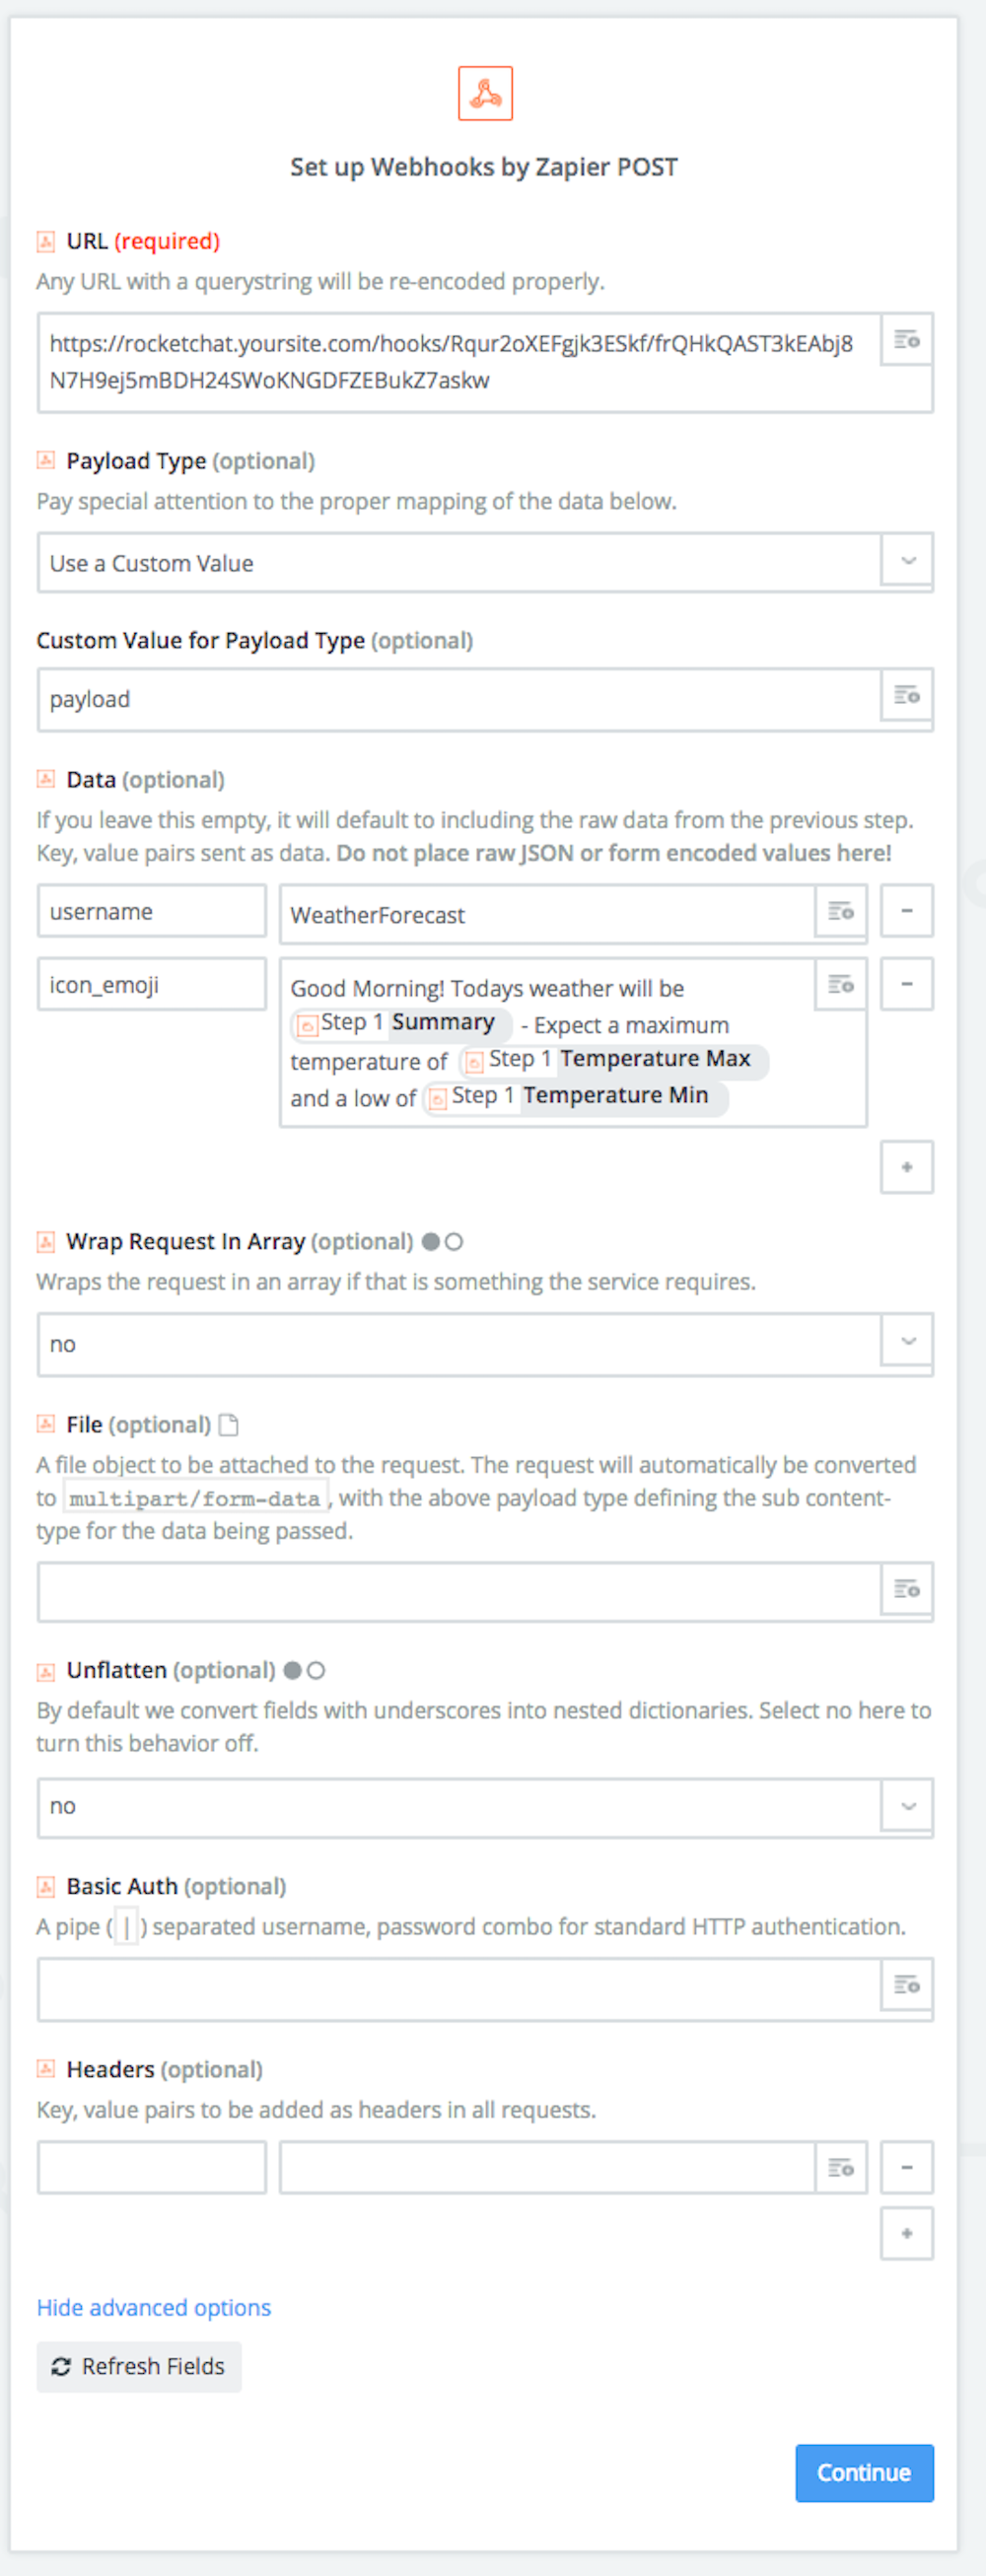 Set up Webhooks by Zapier POST
URL (required)
Any URL with a querystring will be re-encoded properly.
https://rocketchat.yoursite.com/hooks/Rqur2oXEFgjk3ESkf/frQHkQAST3kEAbj8
N7H9ej5mBDH24SWoKNGDFZEBukZ7askw
Payload Type (optional)
Pay special attention to the proper mapping of the data below.
Use a Custom Value
Custom Value for Payload Type (optional)
payload
Data (optional)
If you leave this empty, it will default to including the raw data from the previous step.
Key, value pairs sent as data. Do not place raw JSON or form encoded values here!
username WeatherForecast -
icon_emoji Good Morning! Todays weather will be -
Step 1 Summary - Expect a maximum
temperature of Step 1 Temperature Max
and a low of Step 1 Temperature Min
+
Wrap Request In Array (optional)
Wraps the request in an array if that is something the service requires.
no
File (optional)
A file object to be attached to the request. The request will automatically be converted
to multipart/form-data, with the above payload type defining the sub content-
type for the data being passed.
Unflatten (optional)
By default we convert fields with underscores into nested dictionaries. Select no here to
turn this behavior off.
no
Basic Auth (optional)
A pipe ( | ) separated username, password combo for standard HTTP authentication.
Headers (optional)
Key, value pairs to be added as headers in all requests.
-
+
Hide advanced options
Refresh Fields
Continue